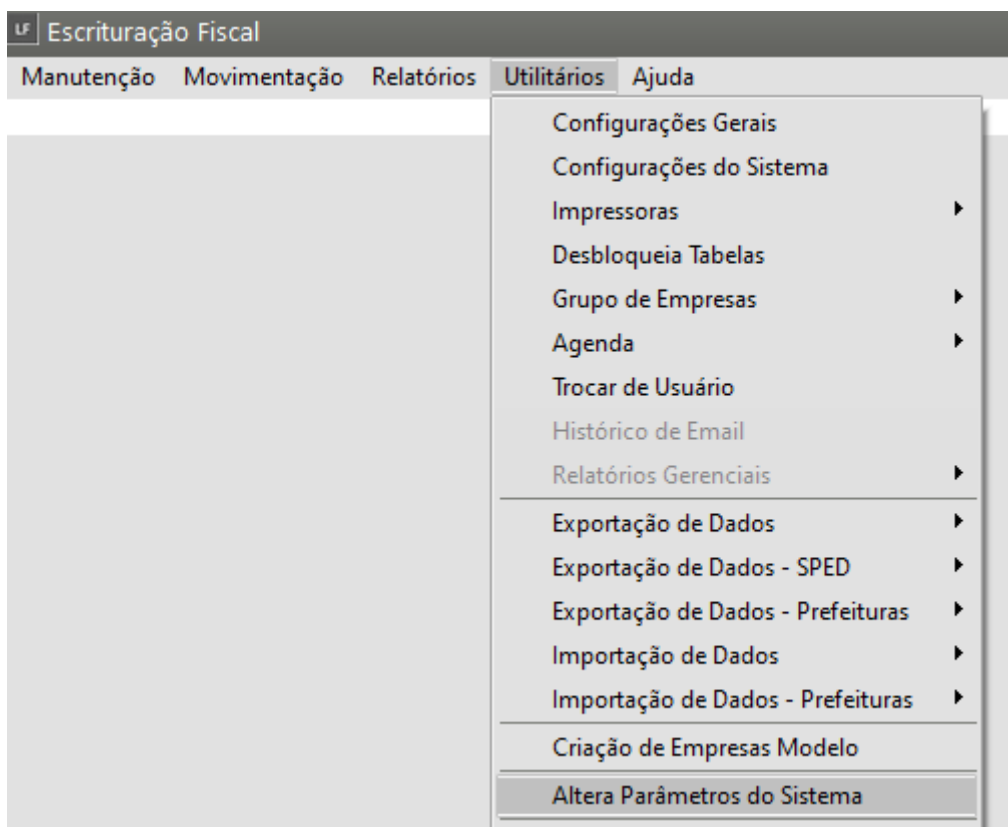 LF Escrituração Fiscal
Manutenção Movimentação Relatórios Utilitários Ajuda
Configurações Gerais
Configurações do Sistema
Impressoras
Desbloqueia Tabelas
Grupo de Empresas
Agenda
Trocar de Usuário
Histórico de Email
Relatórios Gerenciais
Exportação de Dados
Exportação de Dados - SPED
Exportação de Dados - Prefeituras
Importação de Dados
Importação de Dados - Prefeituras
Criação de Empresas Modelo
Altera Parâmetros do Sistema